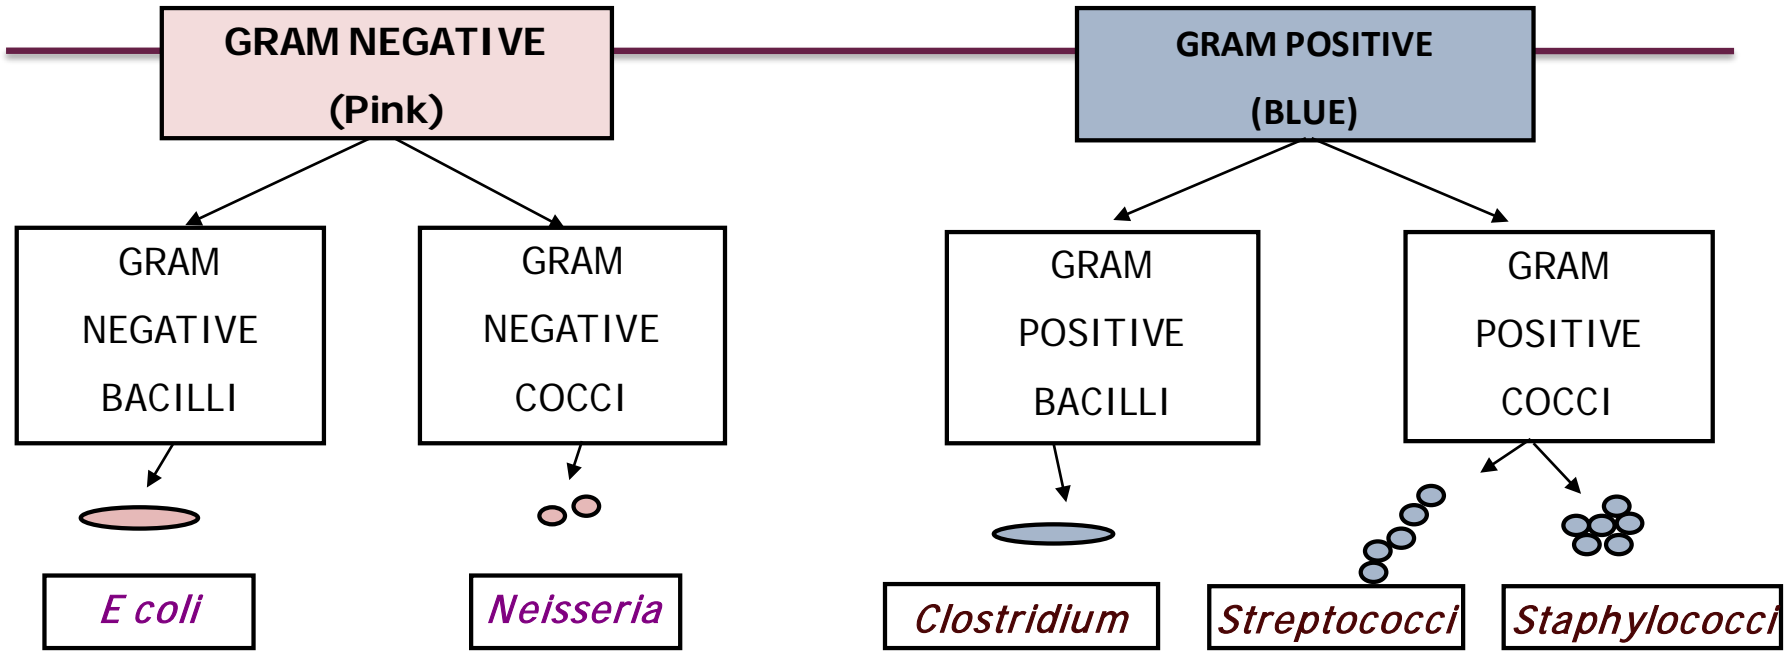 GRAM NEGATIVE
(Pink)
GRAM POSITIVE
(BLUE)
GRAM
NEGATIVE
BACILLI
GRAM
NEGATIVE
COCCI
GRAM
POSITIVE
BACILLI
GRAM
POSITIVE
COCCI
E coli
Neisseria
Clostridium
Streptococci
Staphylococci